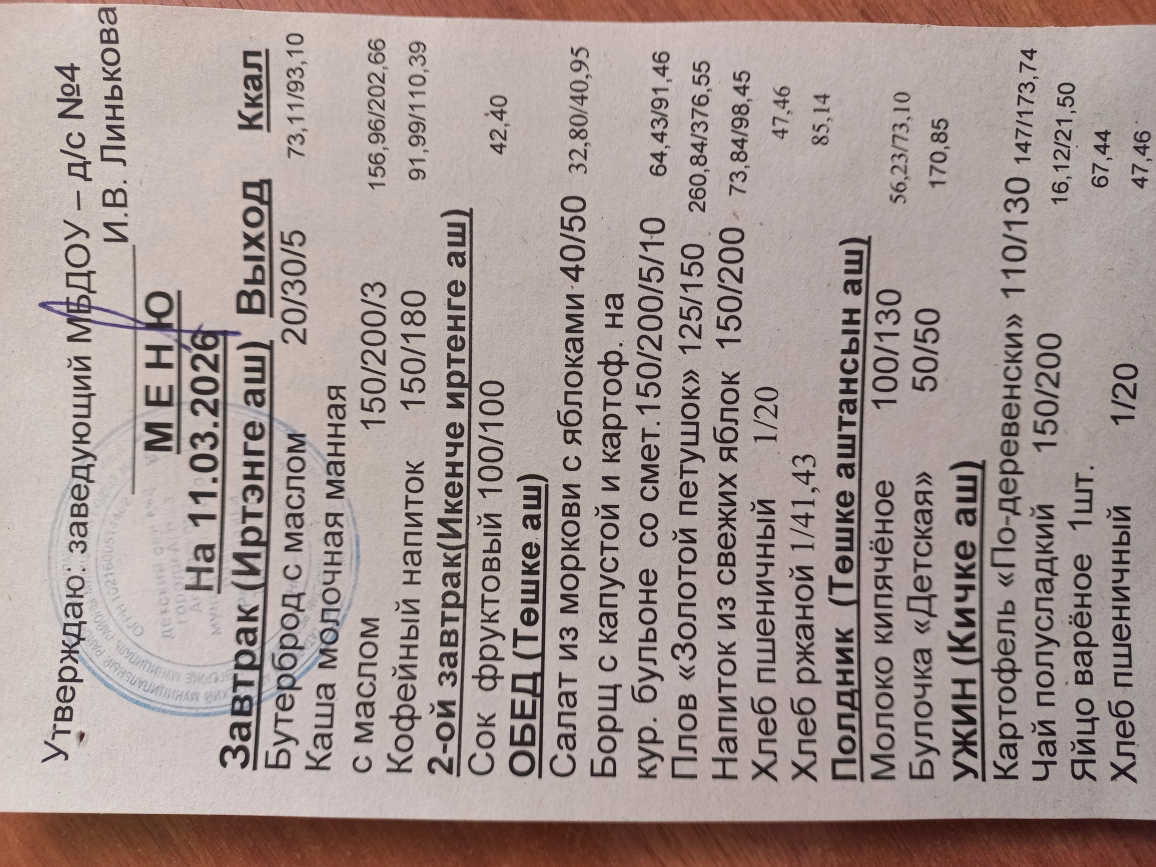 Утверждаю: заведующий МБДОУ – д/с №4
И.В. Линькова
М Е Н Ю
На 11.03.2026
Завтрак (Иртэнге аш) Выход Ккал
Бутерброд с маслом 20/30/5 73,11/93,10
Каша молочная манная
с маслом 150/200/3 156,96/202,66
Кофейный напиток 150/180 91,99/110,39
2-ой завтрак(Икенче иртенге аш)
Сок фруктовый 100/100 42,40
ОБЕД (Төшке аш)
Салат из моркови с яблоками 40/50 32,80/40,95
Борщ с капустой и картоф. на
кур. бульоне со смет.150/200/5/10 64,43/91,46
Плов «Золотой петушок» 125/150 260,84/376,55
Напиток из свежих яблок 150/200 73,84/98,45
Хлеб пшеничный 1/20 47,46
Хлеб ржаной 1/41,43 85,14
Полдник (Төшке аштансын аш)
Молоко кипячёное 100/130 56,23/73,10
Булочка «Детская» 50/50 170,85
УЖИН (Кичке аш)
Картофель «По-деревенски» 110/130 147/173,74
Чай полусладкий 150/200 16,12/21,50
Яйцо варёное 1шт. 67,44
Хлеб пшеничный 1/20 47,46